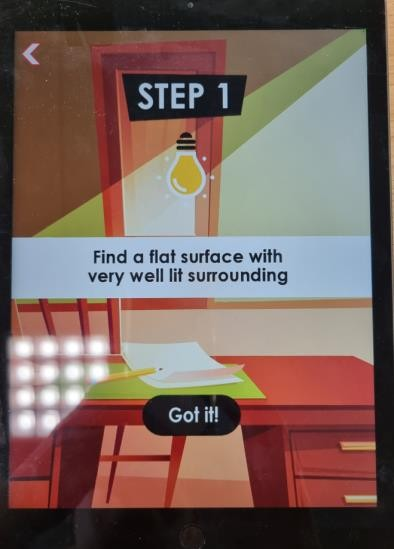 STEP 1
Find a flat surface with
very well lit surrounding
Got it!